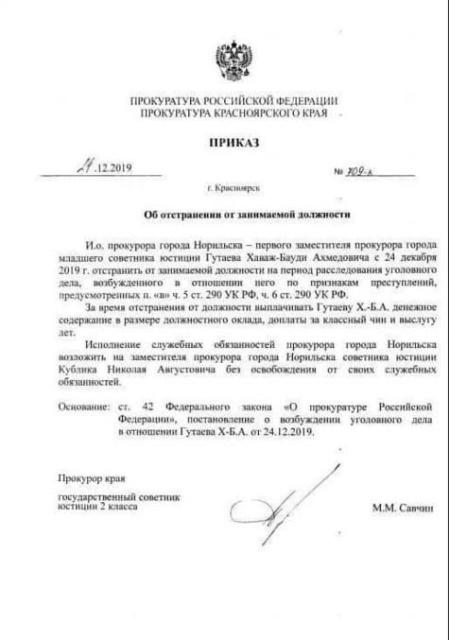 ПРОКУРАТУРА РОССИЙСКОЙ ФЕДЕРАЦИИ
ПРОКУРАТУРА КРАСНОЯРСКОГО КРАЯ
ПРИКАЗ
24.12.2019 № 709-к
г. Красноярск
Об отстранении от занимаемой должности
И.о. прокурора города Норильска – первого заместителя прокурора города
младшего советника юстиции Гутаева Хаваж-Бауди Ахмедовича с 24 декабря
2019 г. отстранить от занимаемой должности на период расследования уголовного
дела, возбужденного в отношении него по признакам преступлений,
предусмотренных п. «в» ч. 5 ст. 290 УК РФ, ч. 6 ст. 290 УК РФ.
За время отстранения от должности выплачивать Гутаеву Х.-Б.А. денежное
содержание в размере должностного оклада, доплаты за классный чин и выслугу
лет.
Исполнение служебных обязанностей прокурора города Норильска
возложить на заместителя прокурора города Норильска советника юстиции
Кублика Николая Августовича без освобождения от своих служебных
обязанностей.
Основание: ст. 42 Федерального закона «О прокуратуре Российской
Федерации», постановление о возбуждении уголовного дела
в отношении Гутаева Х-Б.А. от 24.12.2019.
Прокурор края
государственный советник
юстиции 2 класса М.М. Савчин